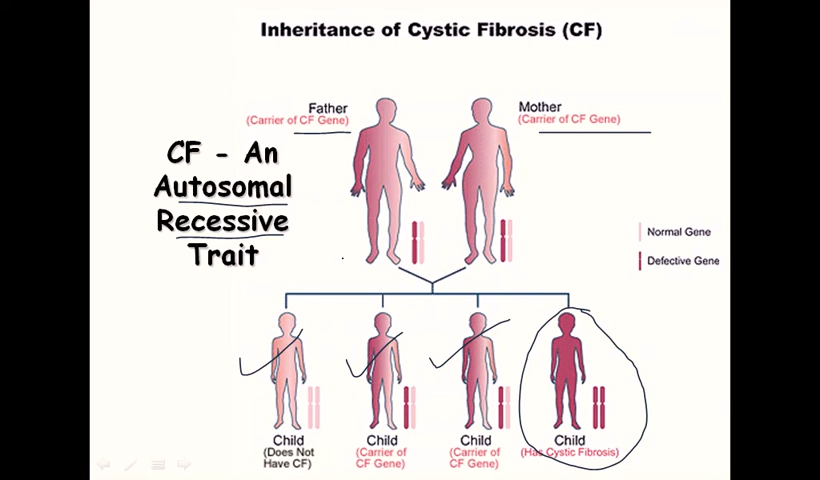 Inheritance of Cystic Fibrosis (CF)
Father
(Carrier of CF Gene)
Mother
(Carrier of CF Gene)
CF - An
Autosomal
Recessive
Trait
Normal Gene
Defective Gene
Child
(Does Not
Have CF)
Child
(Carrier of
CF Gene)
Child
(Carrier of
CF Gene)
Child
(Has Cystic Fibrosis)